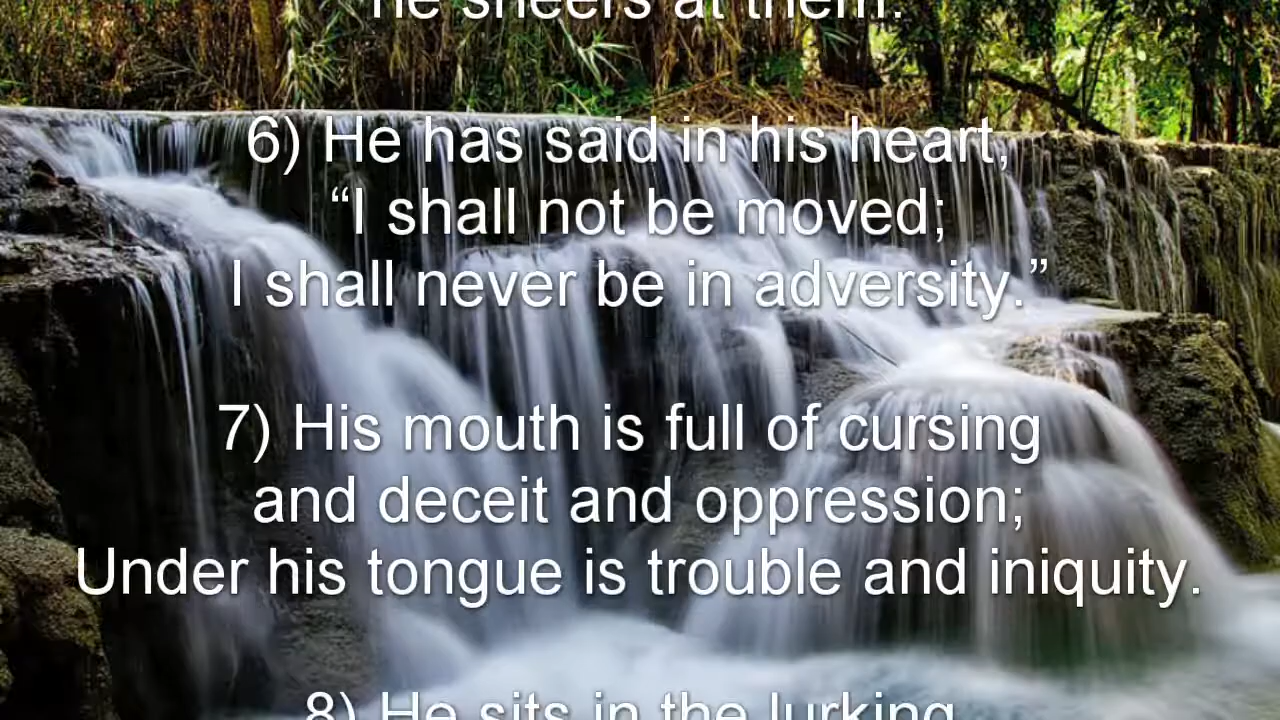 he sneers at them.
6) He has said in his heart,
“I shall not be moved;
I shall never be in adversity.”
7) His mouth is full of cursing
and deceit and oppression;
Under his tongue is trouble and iniquity.
8) He sits in the lurking